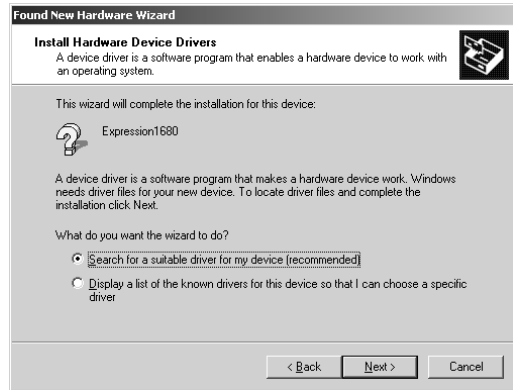 Found New Hardware Wizard
Install Hardware Device Drivers
A device driver is a software program that enables a hardware device to work with
an operating system.
This wizard will complete the installation for this device:
Expression1680
A device driver is a software program that makes a hardware device work. Windows
needs driver files for your new device. To locate driver files and complete the
installation click Next.
What do you want the wizard to do?
Search for a suitable driver for my device (recommended)
Display a list of the known drivers for this device so that I can choose a specific
driver
< Back Next > Cancel